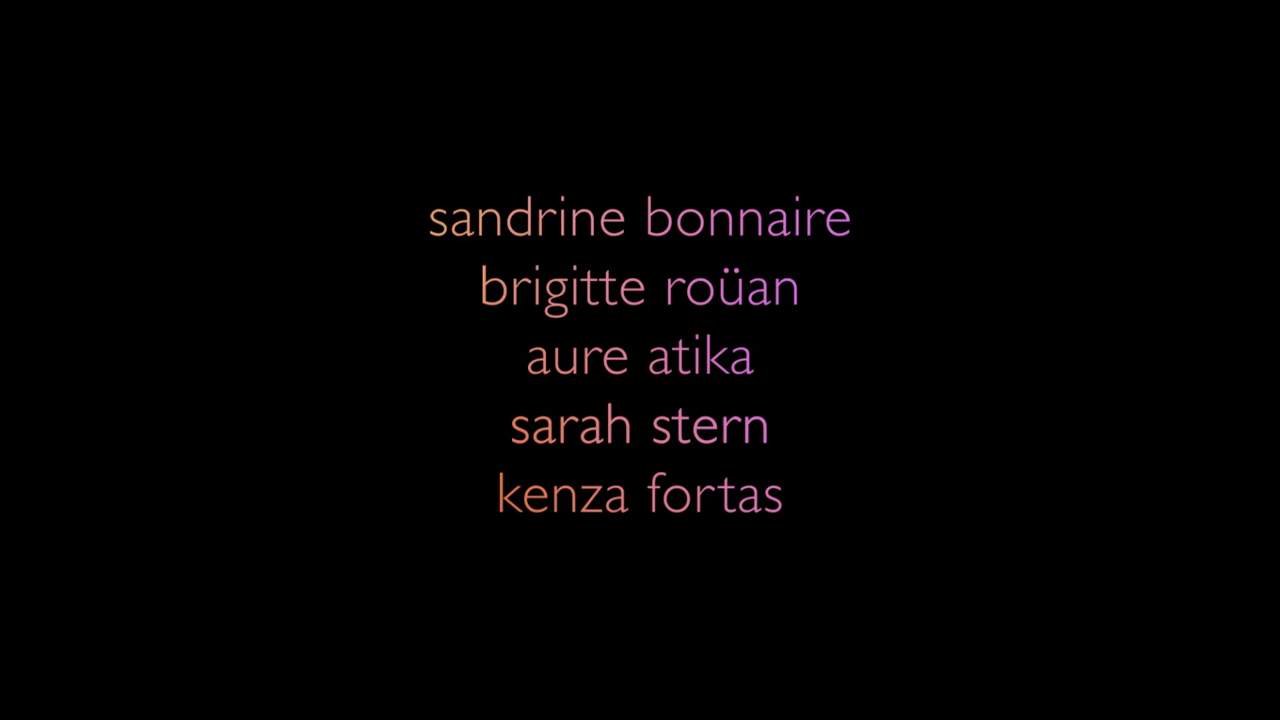 sandrine bonnaire
brigitte roüan
aure atika
sarah stern
kenza fortas